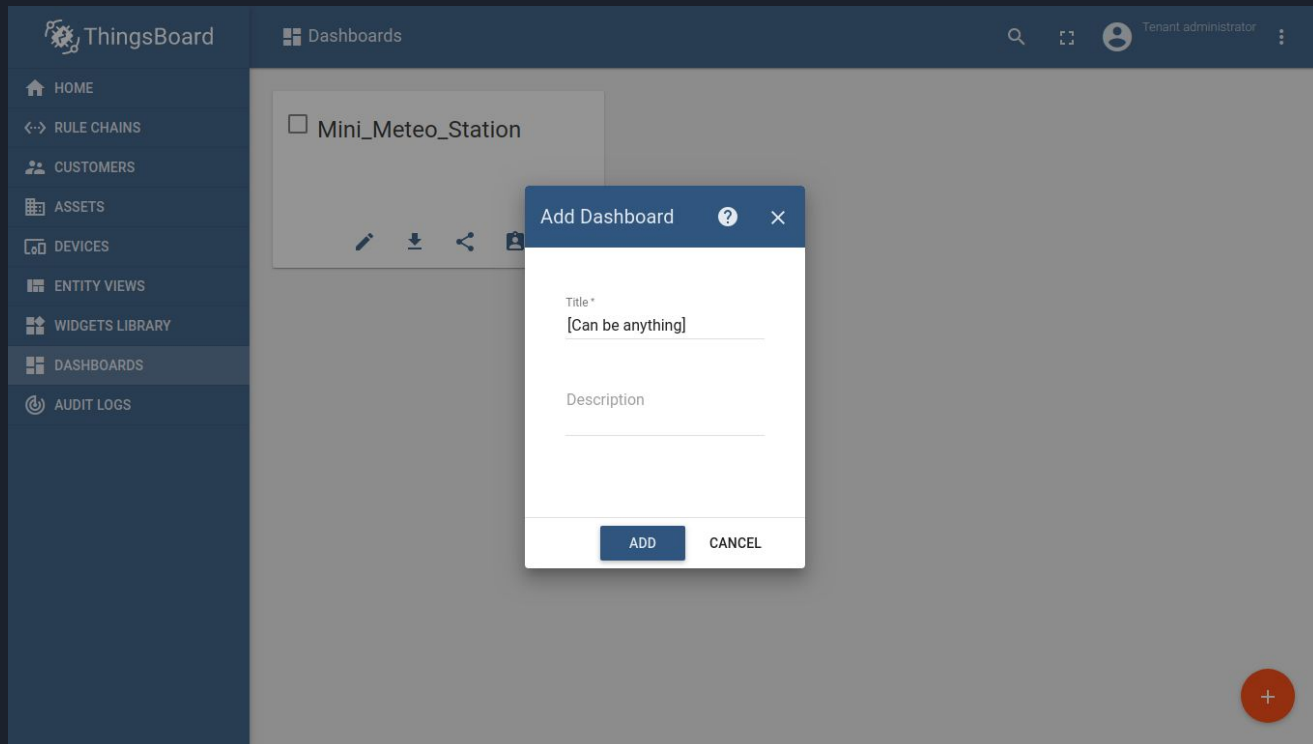 ThingsBoard
Dashboards
Tenant administrator
HOME
RULE CHAINS
CUSTOMERS
ASSETS
DEVICES
ENTITY VIEWS
WIDGETS LIBRARY
DASHBOARDS
AUDIT LOGS
Mini_Meteo_Station
Add Dashboard
Title *
[Can be anything]
Description
ADD CANCEL